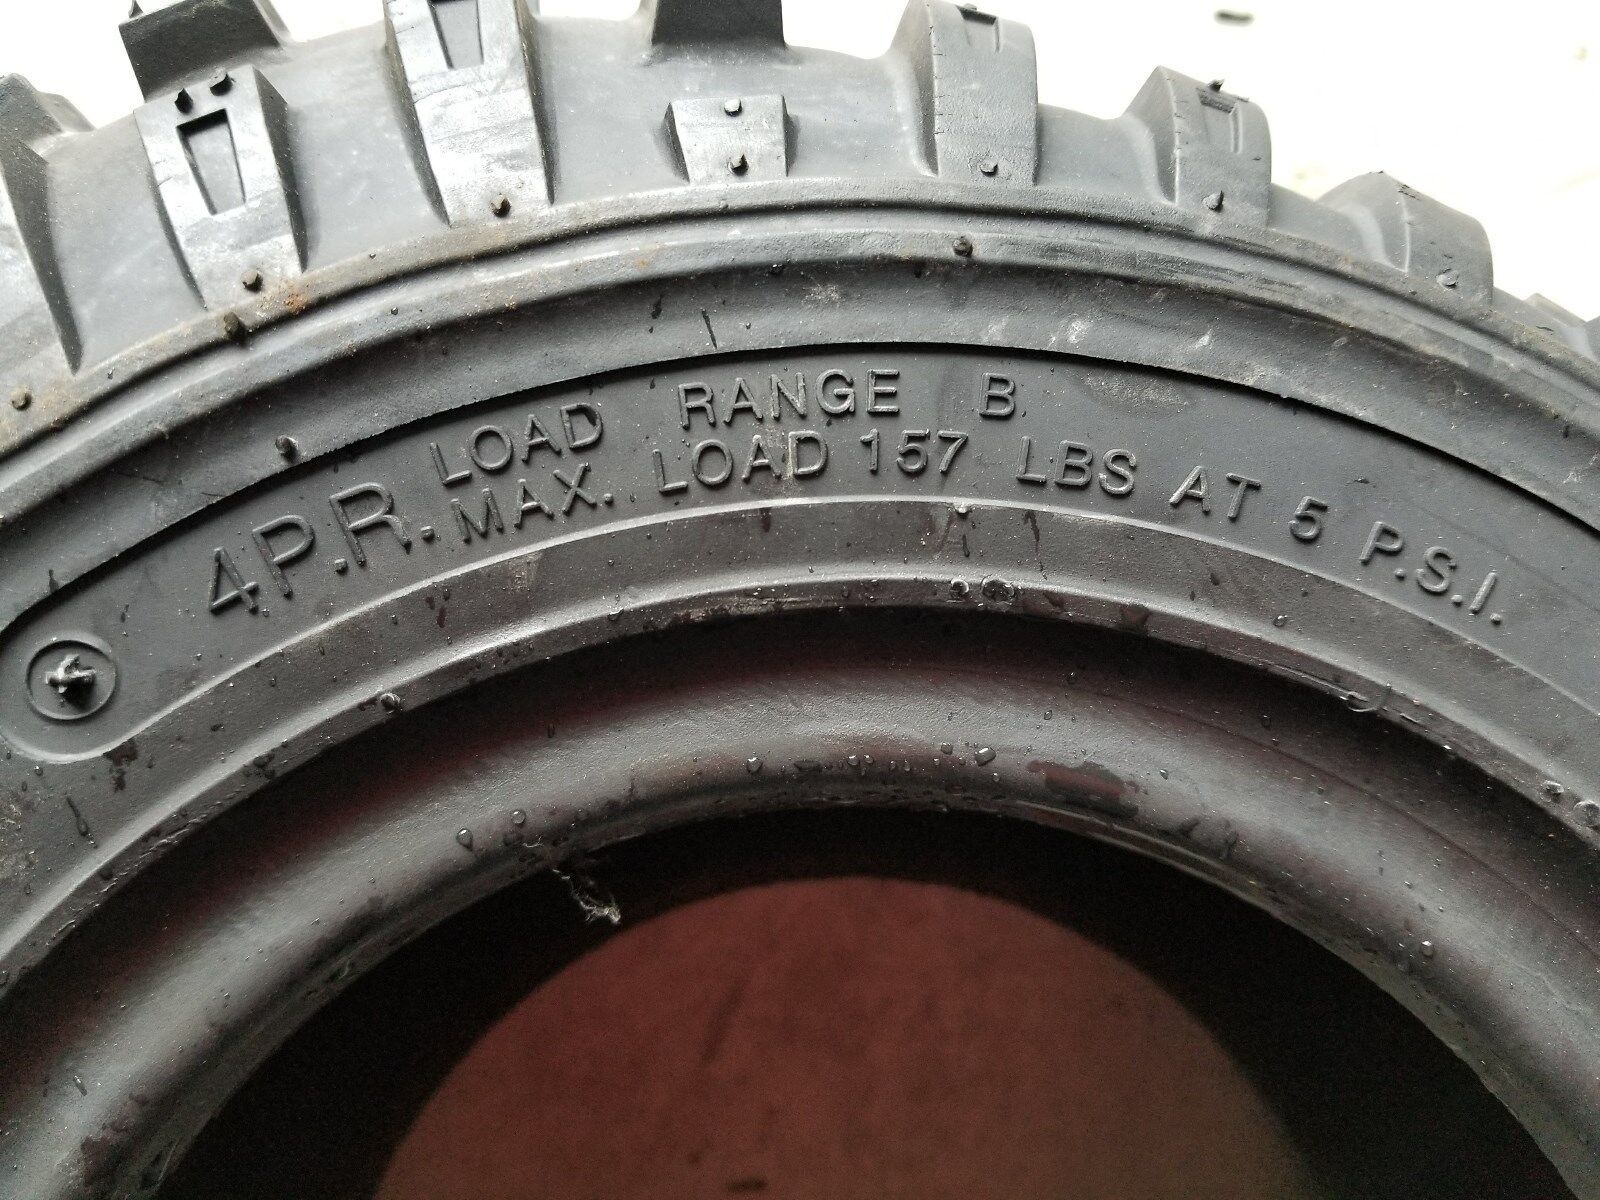 4P.R.
LOAD RANGE B
MAX. LOAD 157 LBS AT 5 P.S.I.